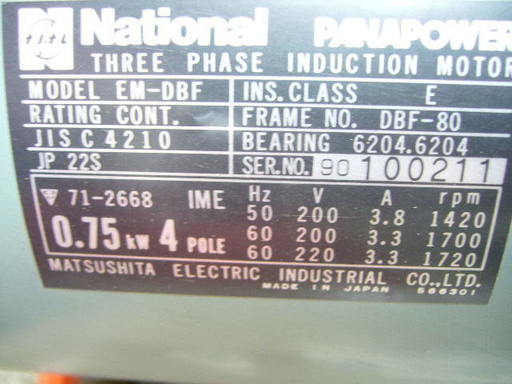 National PANAPOWER
THREE PHASE INDUCTION MOTOR
MODEL EM-DBF INS.CLASS E
RATING CONT. FRAME NO. DBF-80
JIS C 4210 BEARING 6204.6204
JP 22S SER.NO. 90 100211
71-2668 IME Hz V A rpm
50 200 3.8 1420
0.75 kW 4 POLE 60 200 3.3 1700
60 220 3.3 1720
MATSUSHITA ELECTRIC INDUSTRIAL CO.,LTD.
MADE IN JAPAN 566301